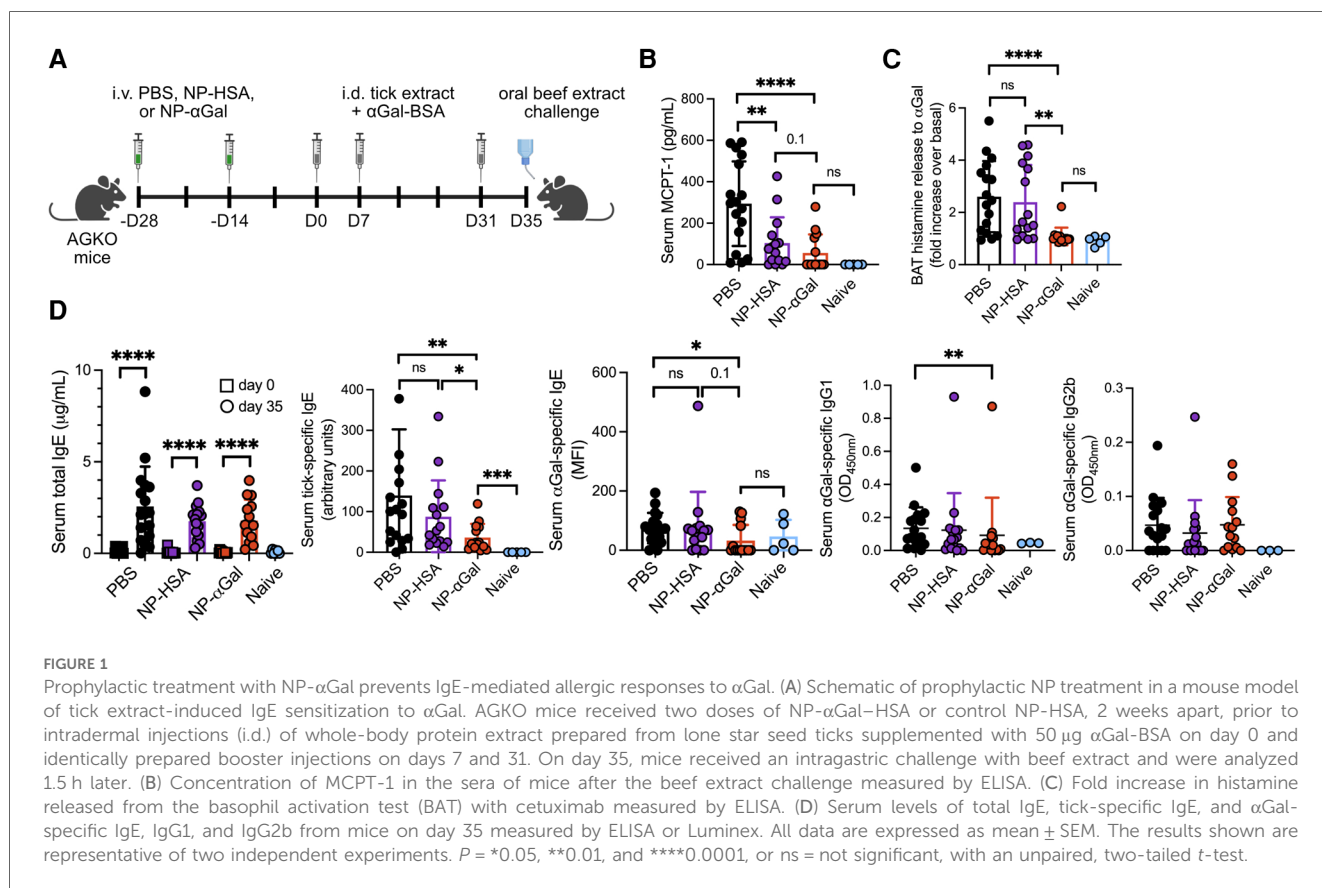 A
i.v. PBS, NP-HSA,
or NP-αGal
i.d. tick extract
+ αGal-BSA
oral beef extract
challenge
AGKO
mice
-D28
-D14
D0
D7
D31
D35
B
Serum MCPT-1 (pg/mL)
800
600
400
200
0
****
**
0.1
ns
PBS
NP-HSA
NP-αGal
Naive
C
BAT histamine release to αGal
(fold increase over basal)
6
4
2
0
****
ns
**
ns
PBS
NP-HSA
NP-αGal
Naive
D
Serum total IgE (μg/mL)
10
5
0
****
****
****
day 0
day 35
PBS
NP-HSA
NP-αGal
Naive
Serum tick-specific IgE
(arbitrary units)
400
300
200
100
0
**
ns
*
***
PBS
NP-HSA
NP-αGal
Naive
Serum αGal-specific IgE
(MFI)
600
400
200
0
*
ns
0.1
ns
PBS
NP-HSA
NP-αGal
Naive
Serum αGal-specific IgG1
(OD450nm)
1.0
0.8
0.6
0.4
0.2
0.0
**
PBS
NP-HSA
NP-αGal
Naive
Serum αGal-specific IgG2b
(OD450nm)
0.3
0.2
0.1
0.0
PBS
NP-HSA
NP-αGal
Naive
FIGURE 1
Prophylactic treatment with NP-αGal prevents IgE-mediated allergic responses to αGal. (A) Schematic of prophylactic NP treatment in a mouse model
of tick extract-induced IgE sensitization to αGal. AGKO mice received two doses of NP-αGal–HSA or control NP-HSA, 2 weeks apart, prior to
intradermal injections (i.d.) of whole-body protein extract prepared from lone star seed ticks supplemented with 50 μg αGal-BSA on day 0 and
identically prepared booster injections on days 7 and 31. On day 35, mice received an intragastric challenge with beef extract and were analyzed
1.5 h later. (B) Concentration of MCPT-1 in the sera of mice after the beef extract challenge measured by ELISA. (C) Fold increase in histamine
released from the basophil activation test (BAT) with cetuximab measured by ELISA. (D) Serum levels of total IgE, tick-specific IgE, and αGal-
specific IgE, IgG1, and IgG2b from mice on day 35 measured by ELISA or Luminex. All data are expressed as mean ± SEM. The results shown are
representative of two independent experiments. P = *0.05, **0.01, and ****0.0001, or ns = not significant, with an unpaired, two-tailed t-test.